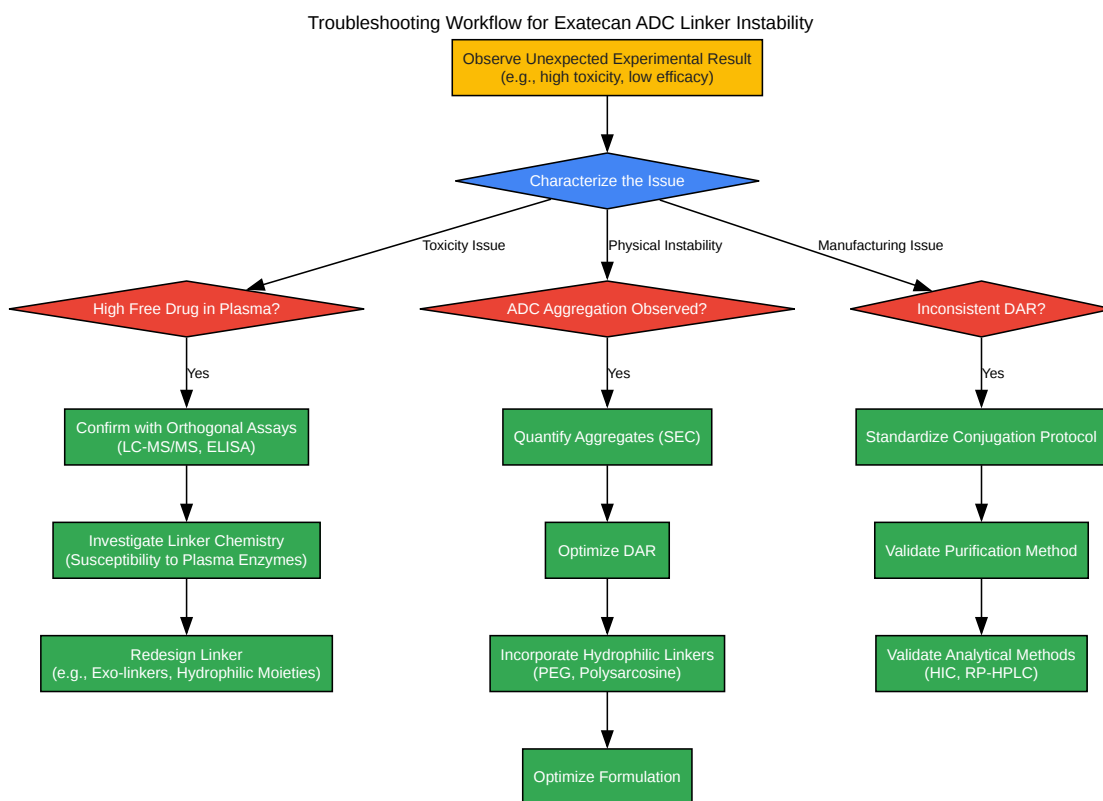 Troubleshooting Workflow for Exatecan ADC Linker Instability
Observe Unexpected Experimental Result
(e.g., high toxicity, low efficacy)
Characterize the Issue
Toxicity Issue
Physical Instability
Manufacturing Issue
High Free Drug in Plasma?
ADC Aggregation Observed?
Inconsistent DAR?
Yes
Yes
Yes
Confirm with Orthogonal Assays
(LC-MS/MS, ELISA)
Quantify Aggregates (SEC)
Standardize Conjugation Protocol
Investigate Linker Chemistry
(Susceptibility to Plasma Enzymes)
Optimize DAR
Validate Purification Method
Redesign Linker
(e.g., Exo-linkers, Hydrophilic Moieties)
Incorporate Hydrophilic Linkers
(PEG, Polysarcosine)
Validate Analytical Methods
(HIC, RP-HPLC)
Optimize Formulation